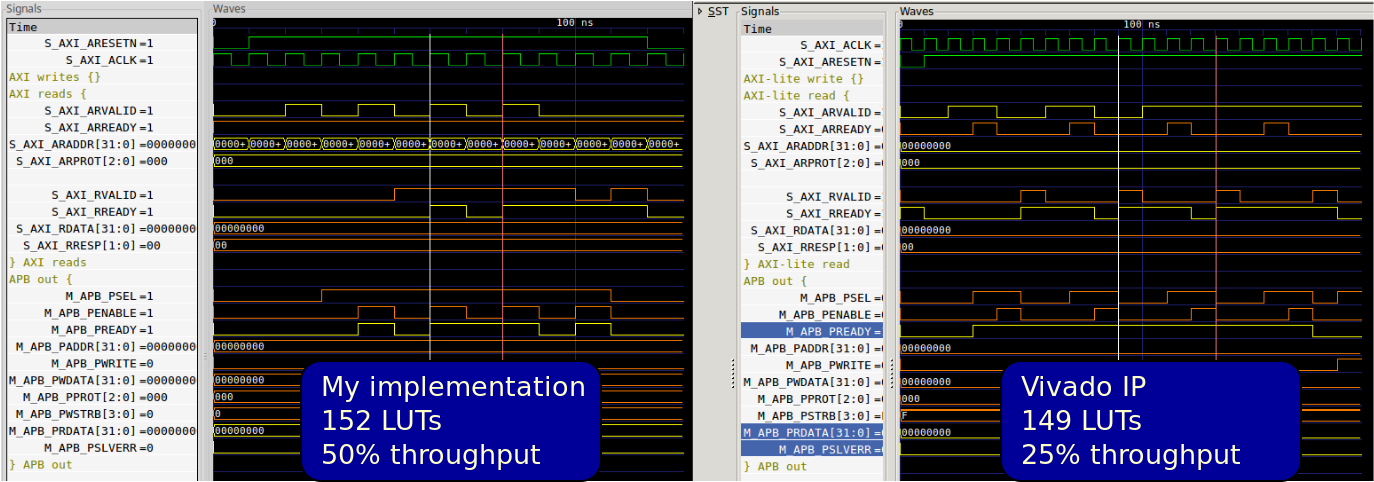 Signals
Time
S_AXI_ARESETN=1
S_AXI_ACLK=1
AXI writes {}
AXI reads {
S_AXI_ARVALID=1
S_AXI_ARREADY=1
S_AXI_ARADDR[31:0]=0000000
S_AXI_ARPROT[2:0]=000
S_AXI_RVALID=1
S_AXI_RREADY=1
S_AXI_RDATA[31:0]=0000000
S_AXI_RRESP[1:0]=00
} AXI reads
APB out {
M_APB_PSEL=1
M_APB_PENABLE=1
M_APB_PREADY=1
M_APB_PADDR[31:0]=0000000
M_APB_PWRITE=0
M_APB_PWDATA[31:0]=0000000
M_APB_PPROT[2:0]=000
M_APB_PWSTRB[3:0]=0
M_APB_PRDATA[31:0]=0000000
M_APB_PSLVERR=0
} APB out
Waves
0 100 ns
0000+ 0000+ 0000+ 0000+ 0000+ 0000+ 0000+ 0000+ 0000+ 0000+ 0000+ 0000+ 0000+
000
00000000
00
00000000
00000000
000
0
00000000
My implementation
152 LUTs
50% throughput
SST
Signals
Time
S_AXI_ACLK=
S_AXI_ARESETN=
AXI-lite write {}
AXI-lite read {
S_AXI_ARVALID=
S_AXI_ARREADY=
S_AXI_ARADDR[31:0]=
S_AXI_ARPROT[2:0]=
S_AXI_RVALID=
S_AXI_RREADY=
S_AXI_RDATA[31:0]=
S_AXI_RRESP[1:0]=
} AXI-lite read
APB out {
M_APB_PSEL=
M_APB_PENABLE=
M_APB_PREADY=
M_APB_PADDR[31:0]=
M_APB_PWRITE=
M_APB_PWDATA[31:0]=
M_APB_PPROT[2:0]=
M_APB_PSTRB[3:0]=
M_APB_PRDATA[31:0]=
M_APB_PSLVERR=
} APB out
Waves
100 ns
00000000
000
00000000
00
00000000
00000000
000
F
00000000
Vivado IP
149 LUTs
25% throughput